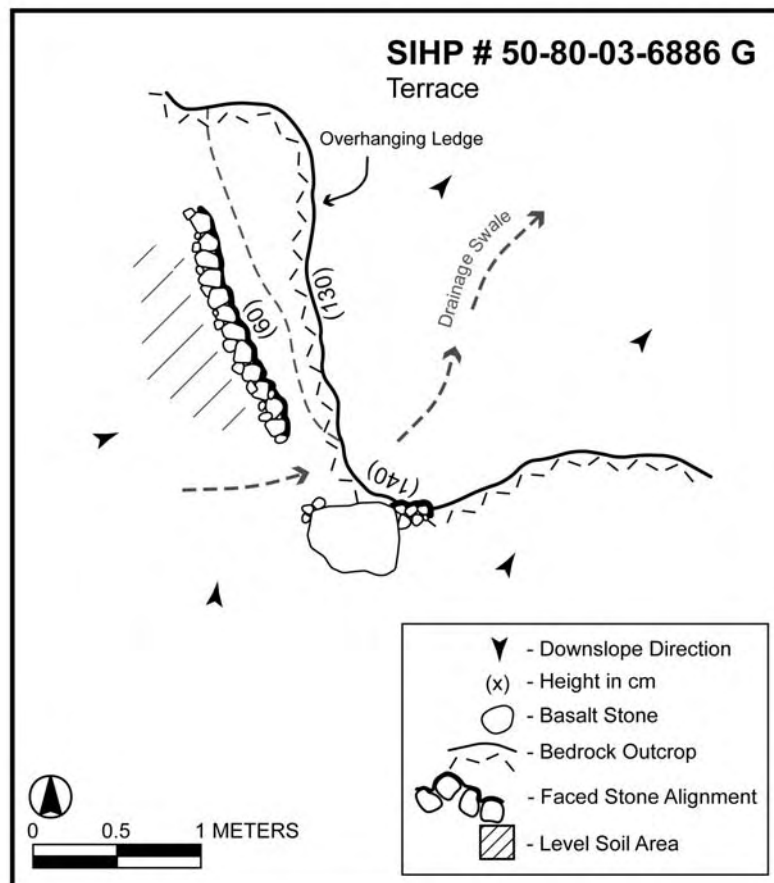 SIHP # 50-80-03-6886 G
Terrace
Overhanging Ledge
Drainage Swale
(130)
(60)
(140)
- Downslope Direction
(x) - Height in cm
- Basalt Stone
- Bedrock Outcrop
- Faced Stone Alignment
- Level Soil Area
0 0.5 1 METERS